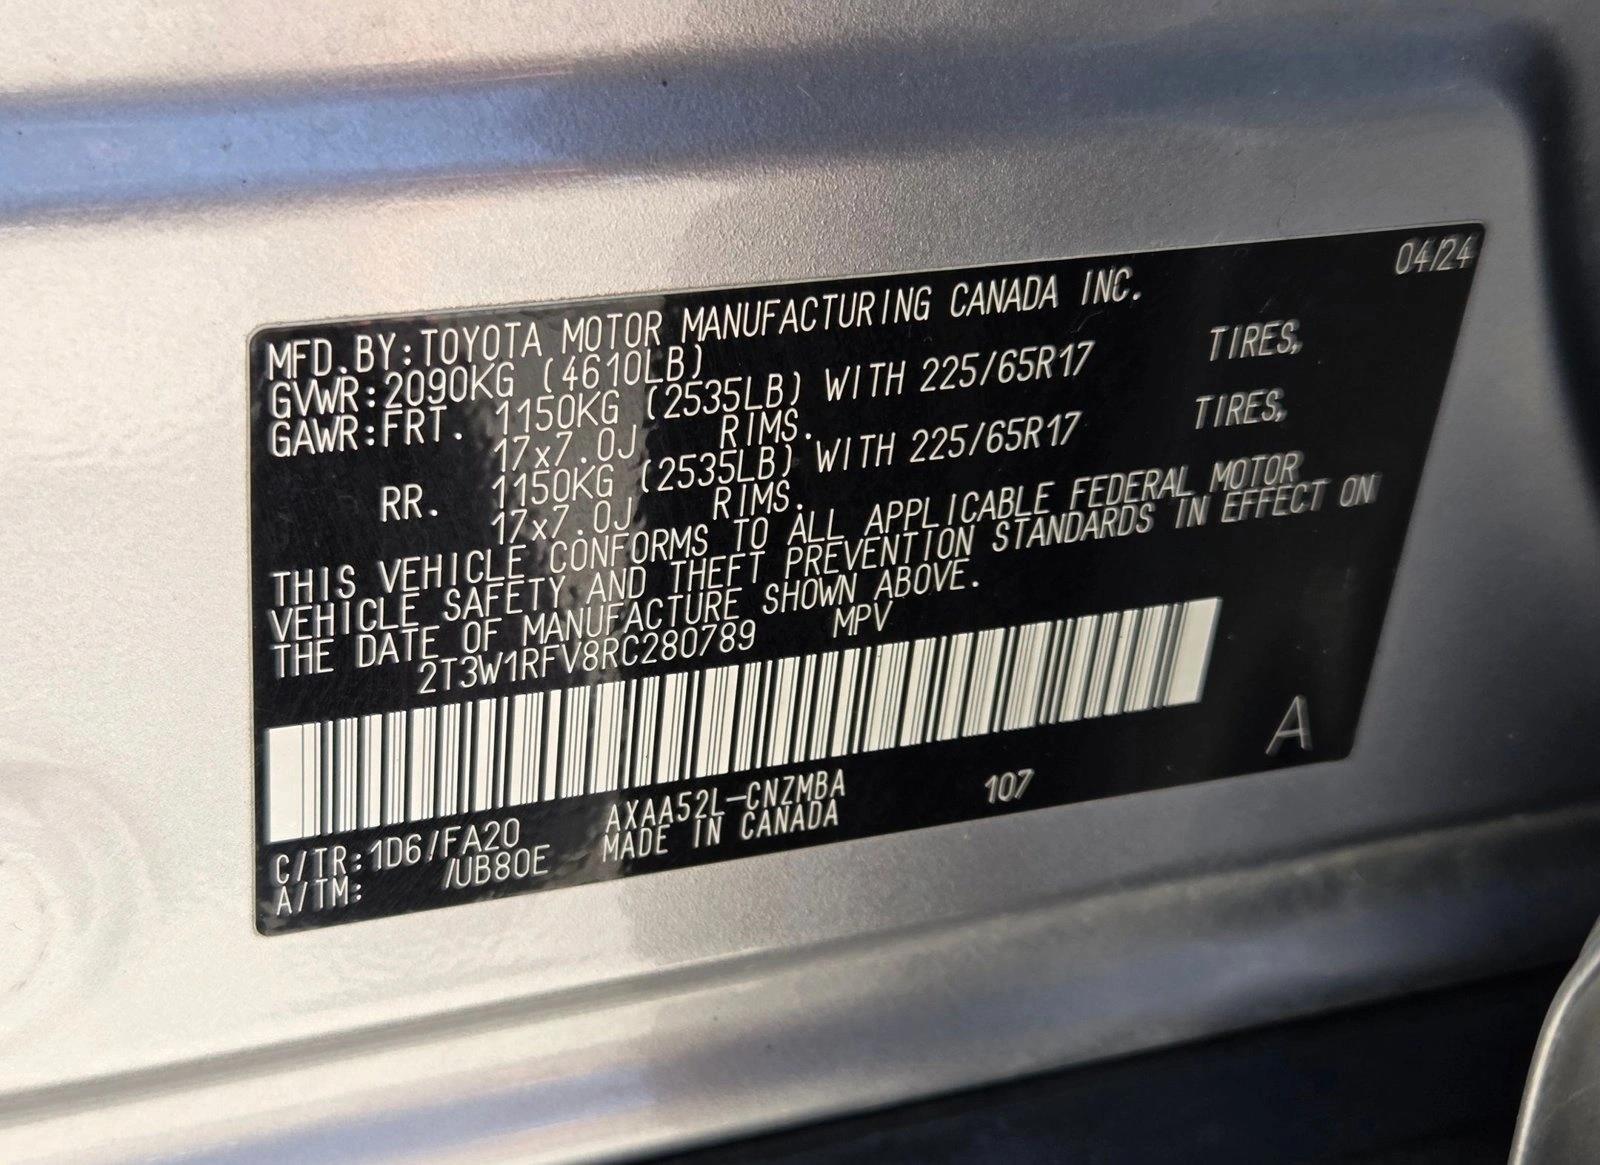 04/24
MFD.BY:TOYOTA MOTOR MANUFACTURING CANADA INC.
GVWR:2090KG (4610LB)
GAWR:FRT. 1150KG (2535LB) WITH 225/65R17 TIRES,
17x7.0J RIMS.
RR. 1150KG (2535LB) WITH 225/65R17 TIRES,
17x7.0J RIMS.
THIS VEHICLE CONFORMS TO ALL APPLICABLE FEDERAL MOTOR
VEHICLE SAFETY AND THEFT PREVENTION STANDARDS IN EFFECT ON
THE DATE OF MANUFACTURE SHOWN ABOVE.
2T3W1RFV8RC280789 MPV
A
C/TR:1D6/FA20 AXAA52L-CNZMBA 107
A/TM: /UB80E MADE IN CANADA